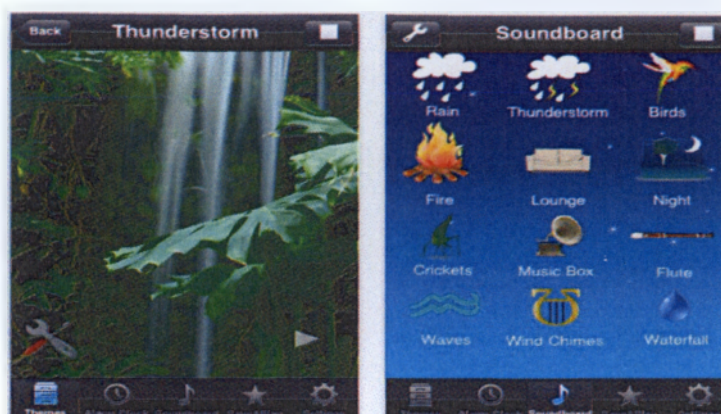 Back Thunderstorm
Themes
Soundboard
Rain Thunderstorm Birds
Fire Lounge Night
Crickets Music Box Flute
Waves Wind Chimes Waterfall
Soundboard